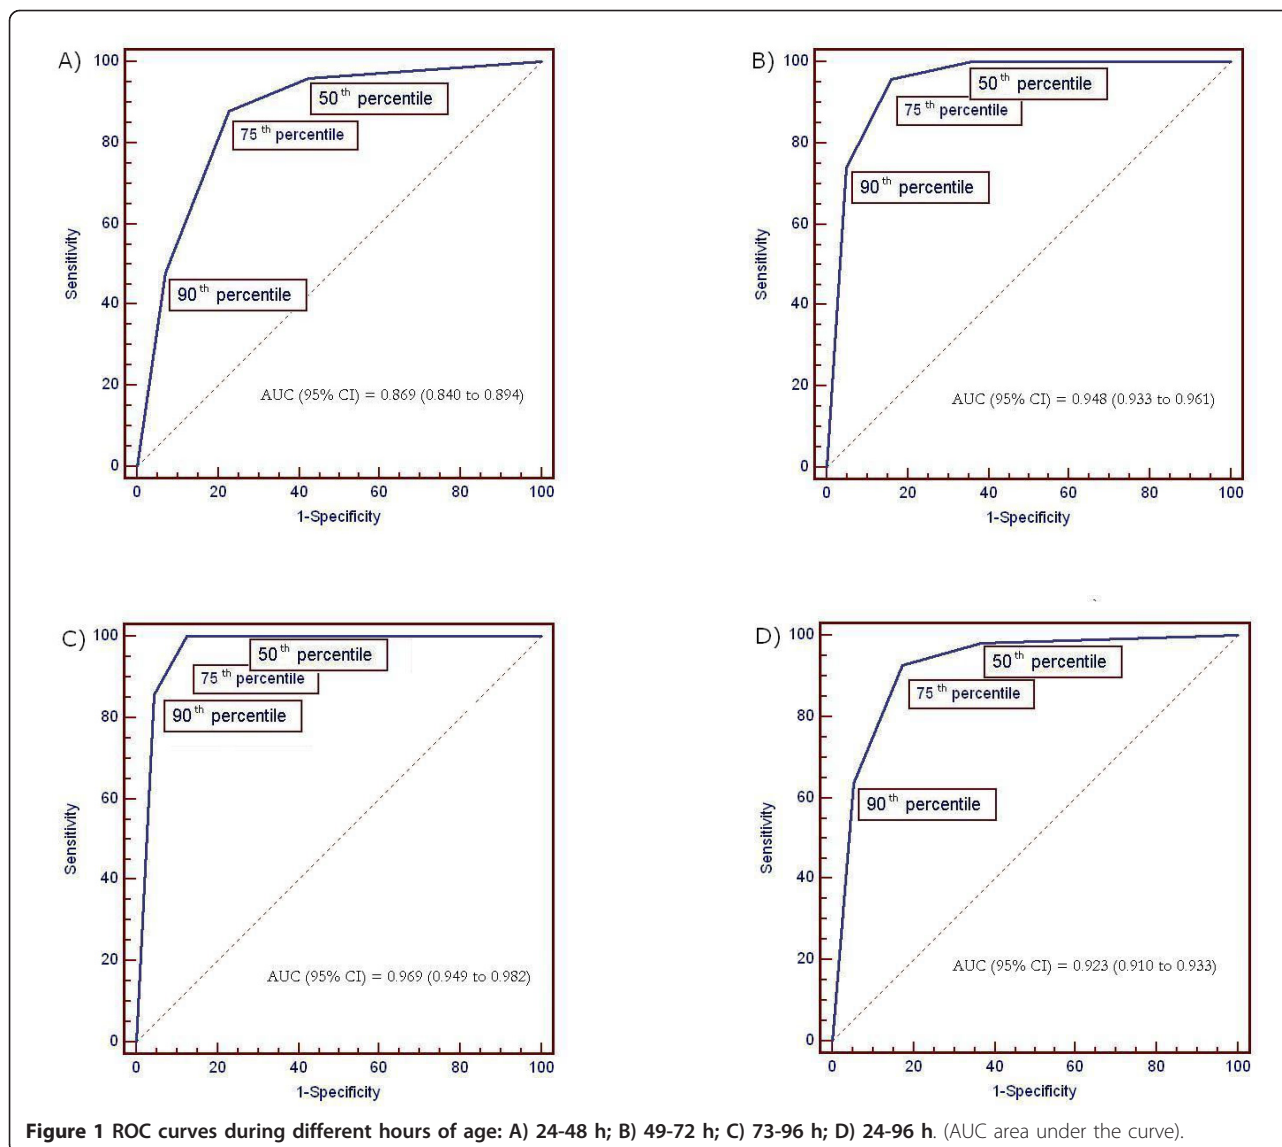 A)
100
80
60
40
20
0
Sensitivity
50th percentile
75th percentile
90th percentile
AUC (95% CI) = 0.869 (0.840 to 0.894)
0 20 40 60 80 100
1-Specificity
B)
100
80
60
40
20
0
Sensitivity
50th percentile
75th percentile
90th percentile
AUC (95% CI) = 0.948 (0.933 to 0.961)
0 20 40 60 80 100
1-Specificity
C)
100
80
60
40
20
0
Sensitivity
50th percentile
75th percentile
90th percentile
AUC (95% CI) = 0.969 (0.949 to 0.982)
0 20 40 60 80 100
1-Specificity
D)
100
80
60
40
20
0
Sensitivity
50th percentile
75th percentile
90th percentile
AUC (95% CI) = 0.923 (0.910 to 0.933)
0 20 40 60 80 100
1-Specificity
Figure 1 ROC curves during different hours of age: A) 24-48 h; B) 49-72 h; C) 73-96 h; D) 24-96 h. (AUC area under the curve).